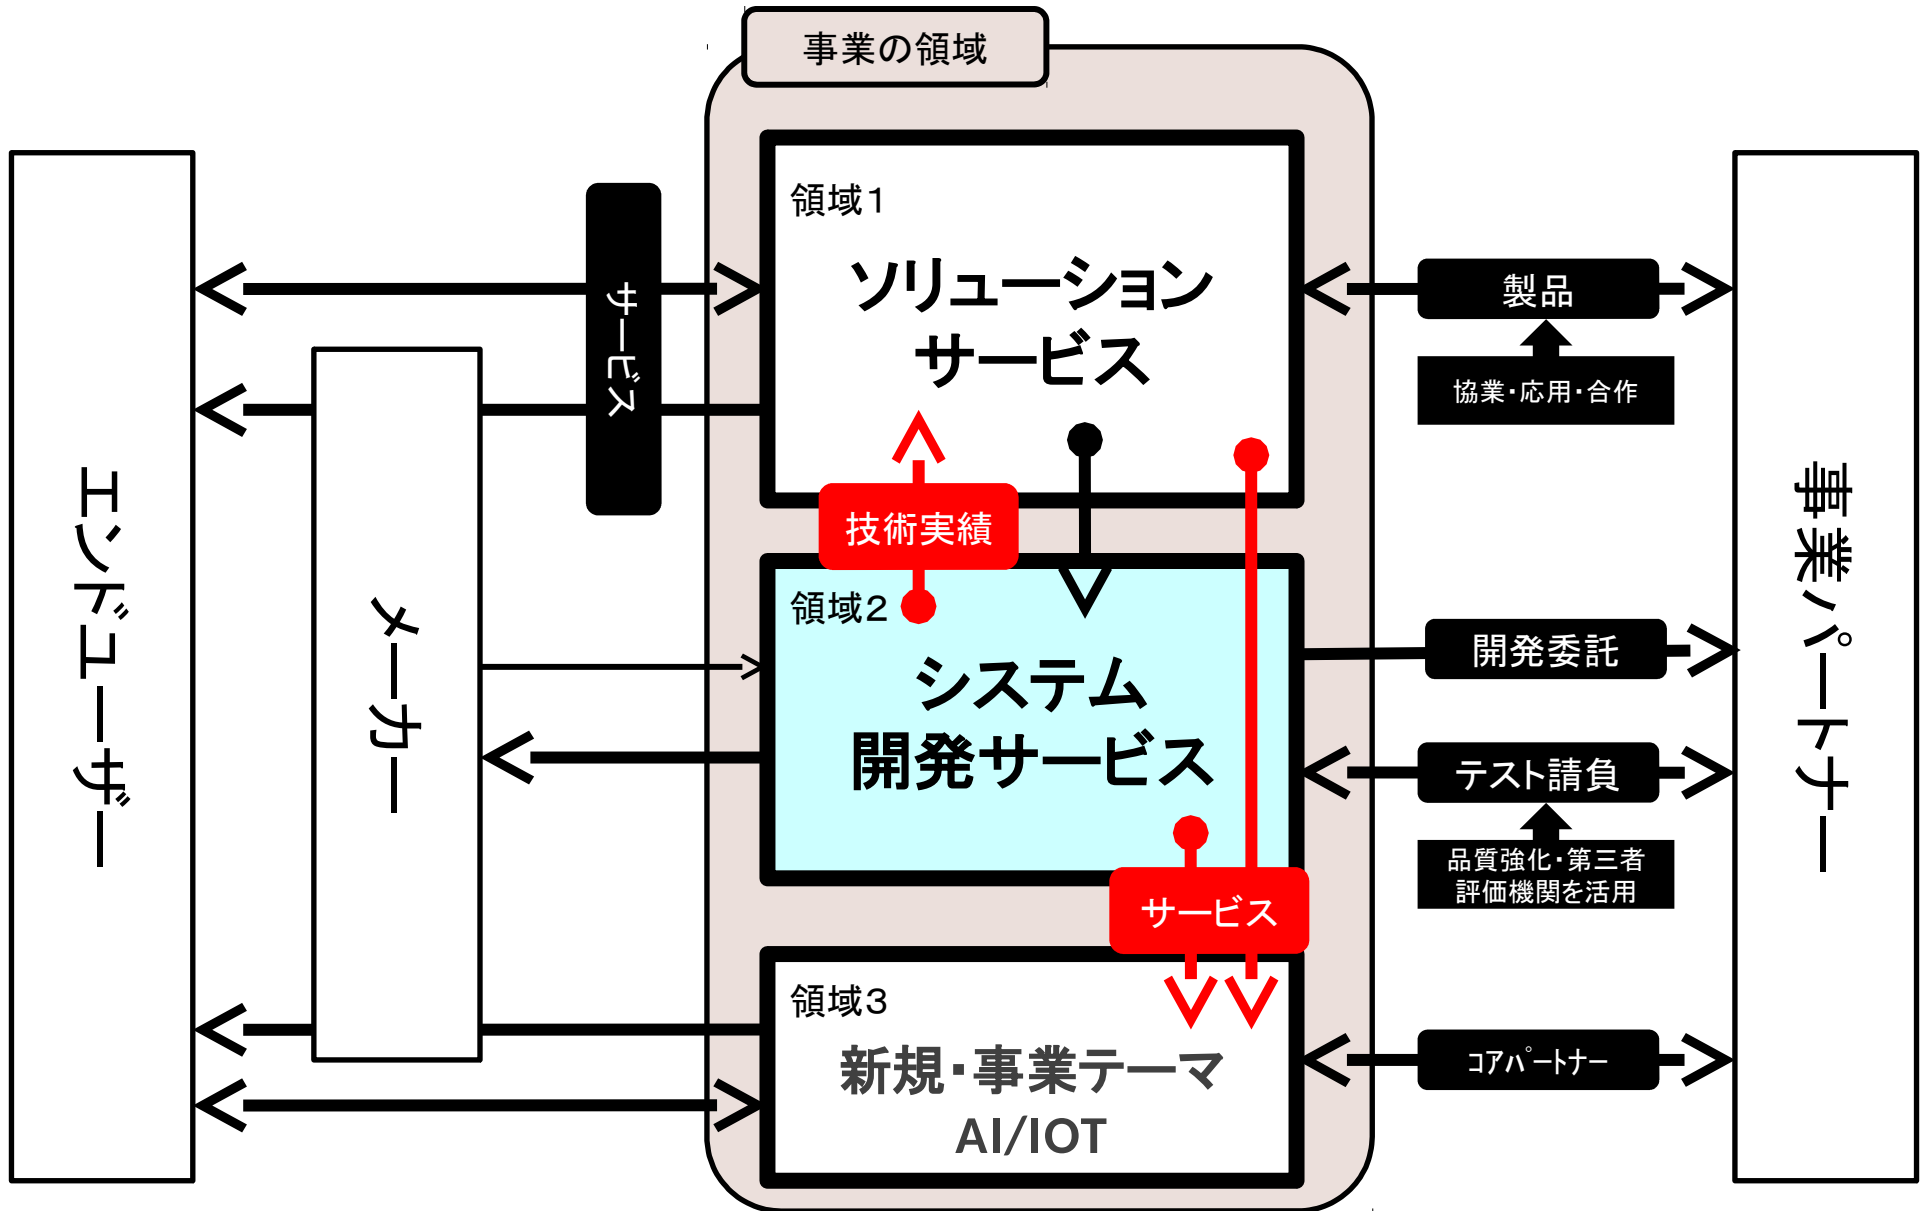 事業の領域
エンドユーザー
メーカー
サービス
領域1
ソリューション
サービス
技術実績
領域2
システム
開発サービス
サービス
領域3
新規・事業テーマ
AI/IOT
製品
協業・応用・合作
開発委託
テスト請負
品質強化・第三者
評価機関を活用
コアパートナー
事業パートナー